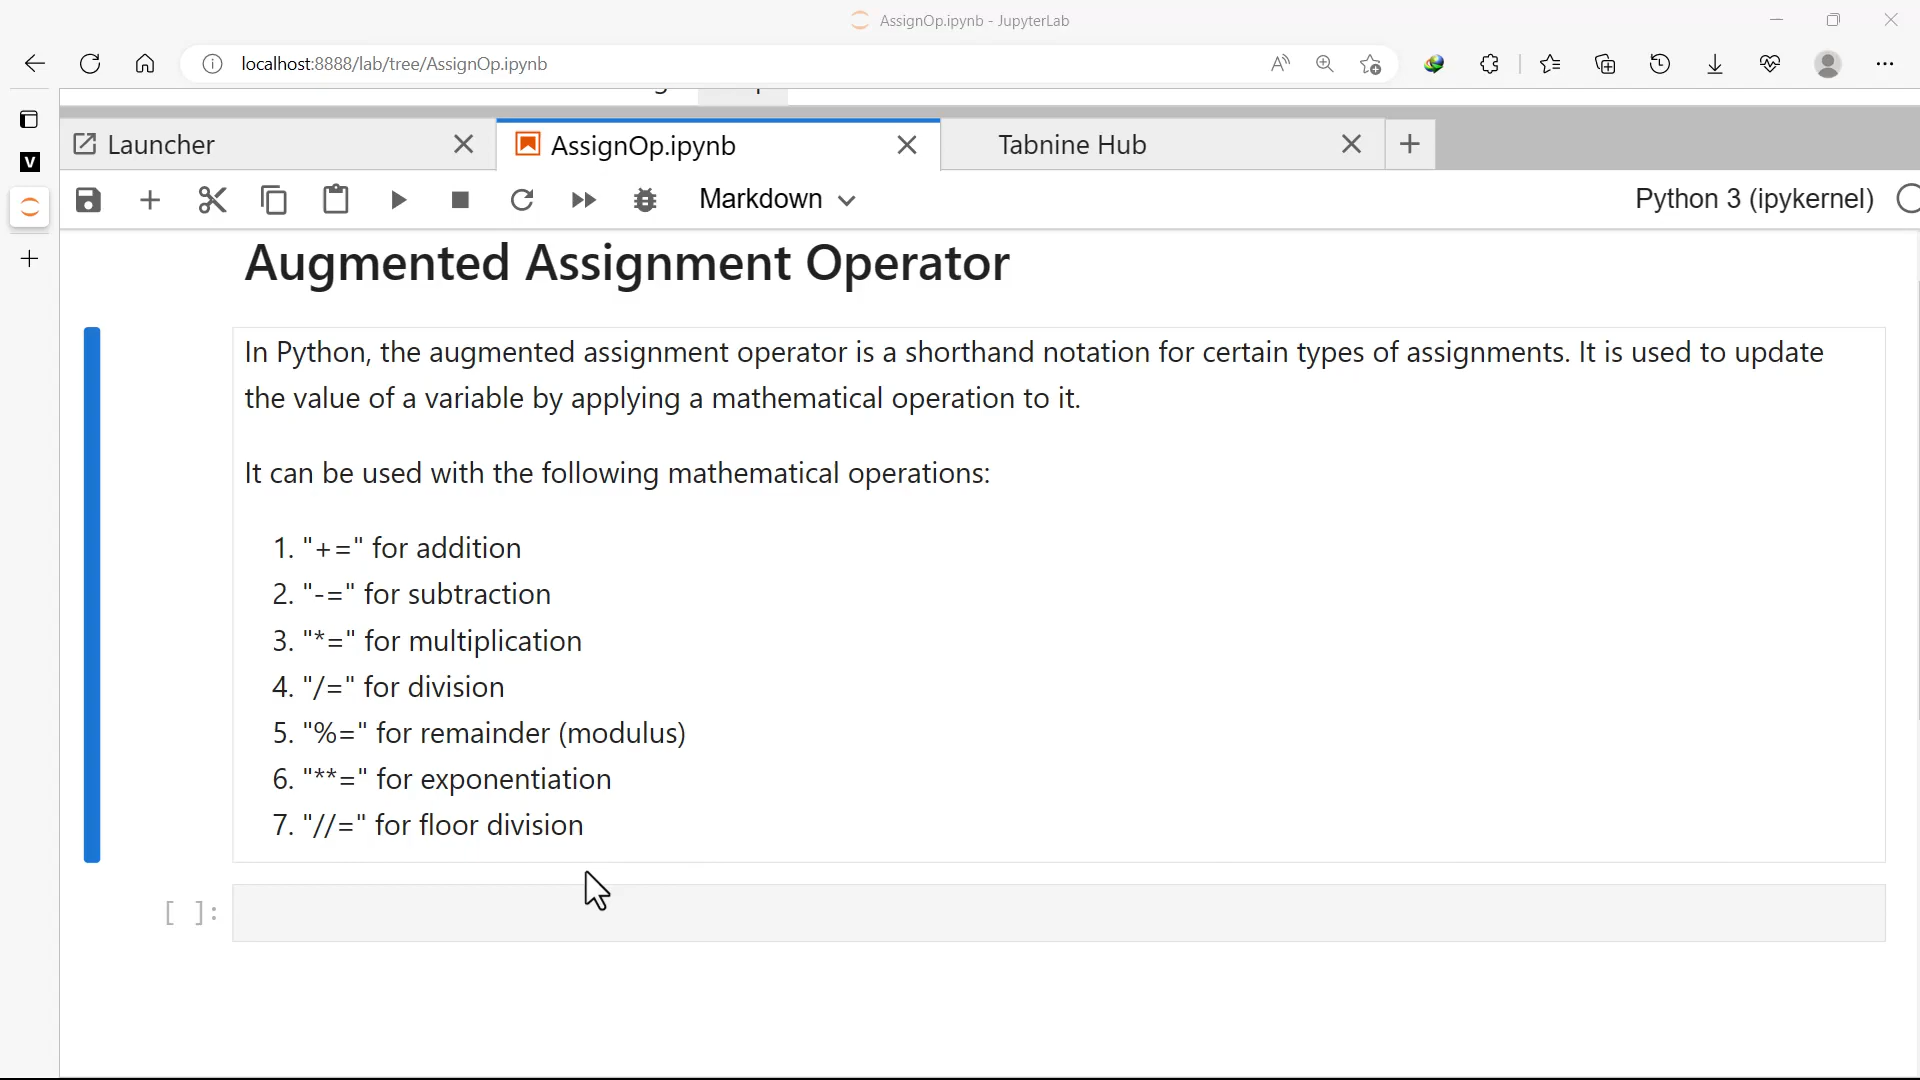 AssignOp.ipynb - JupyterLab
localhost:8888/lab/tree/AssignOp.ipynb
Launcher
AssignOp.ipynb
Tabnine Hub
Markdown
Python 3 (ipykernel)
Augmented Assignment Operator
In Python, the augmented assignment operator is a shorthand notation for certain types of assignments. It is used to update
the value of a variable by applying a mathematical operation to it.
It can be used with the following mathematical operations:
1. "+=" for addition
2. "-=" for subtraction
3. "*=" for multiplication
4. "/=" for division
5. "%=" for remainder (modulus)
6. "**=" for exponentiation
7. "//=" for floor division
[ ]: